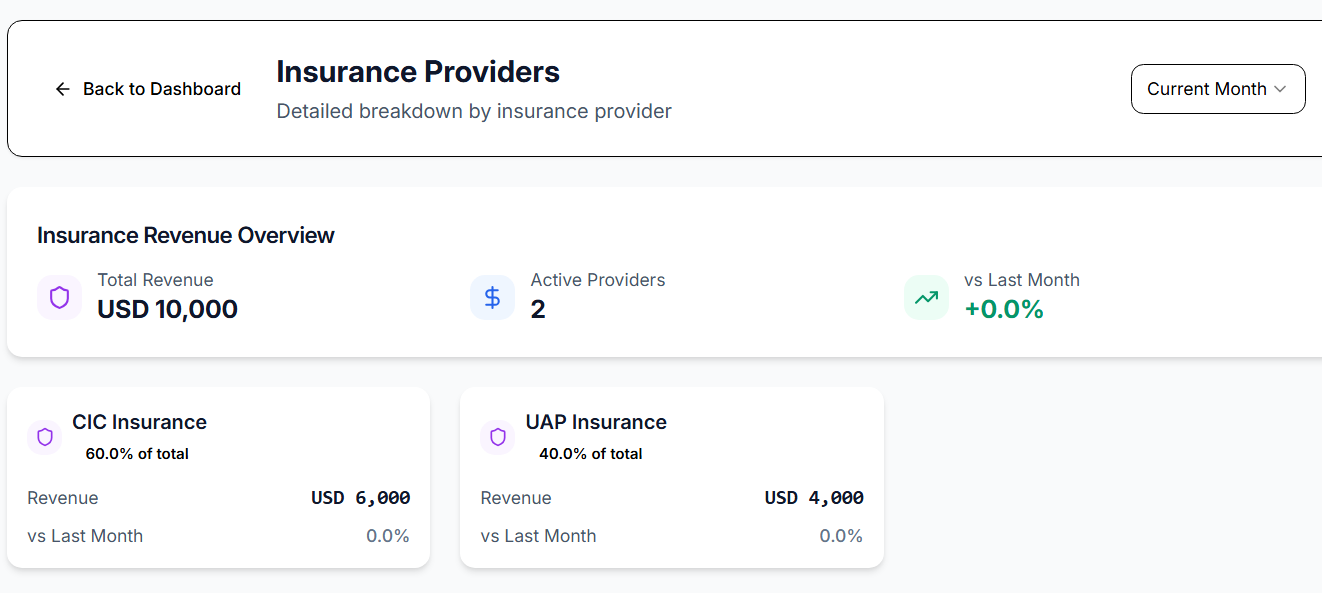 Back to Dashboard
Insurance Providers
Detailed breakdown by insurance provider
Current Month
Insurance Revenue Overview
Total Revenue
USD 10,000
Active Providers
2
vs Last Month
+0.0%
CIC Insurance
60.0% of total
Revenue USD 6,000
vs Last Month 0.0%
UAP Insurance
40.0% of total
Revenue USD 4,000
vs Last Month 0.0%